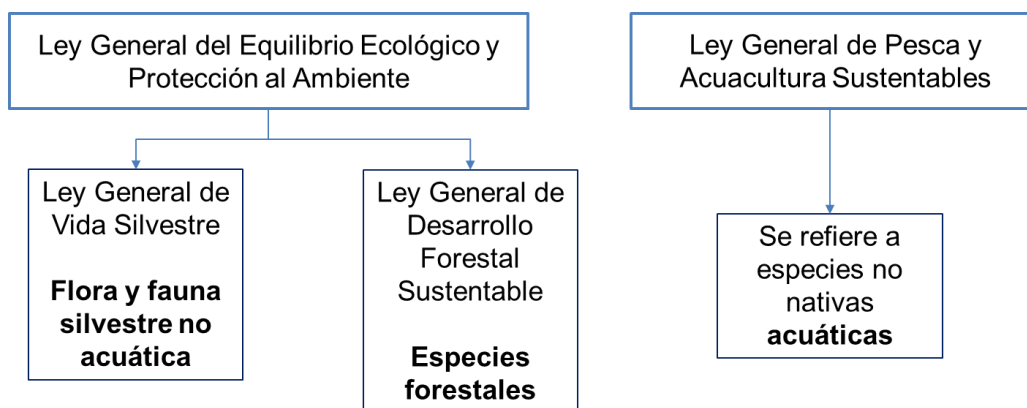 Ley General del Equilibrio Ecológico y
Protección al Ambiente
Ley General de Pesca y
Acuacultura Sustentables
Ley General de
Vida Silvestre
Flora y fauna
silvestre no
acuática
Ley General de
Desarrollo
Forestal
Sustentable
Especies
forestales
Se refiere a
especies no
nativas
acuáticas